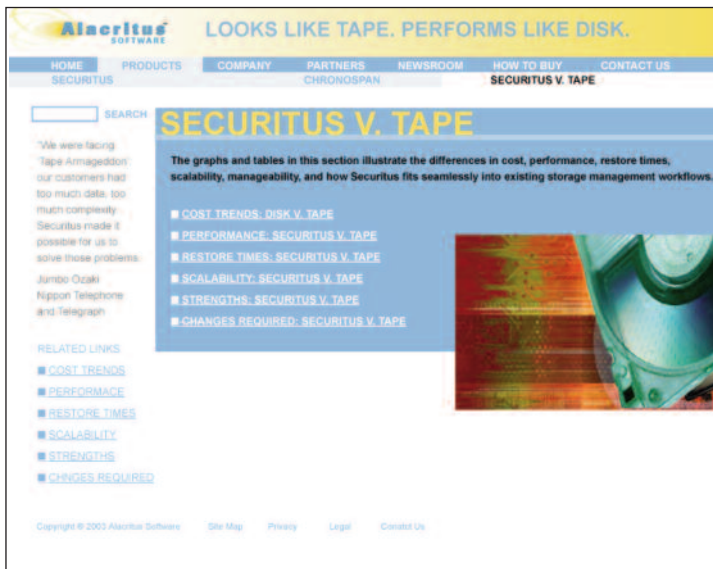 Alacritus
SOFTWARE
LOOKS LIKE TAPE. PERFORMS LIKE DISK.
HOME PRODUCTS COMPANY PARTNERS NEWSROOM HOW TO BUY CONTACT US
SECURITUS CHRONOSPAN SECURITUS V. TAPE
SEARCH
SECURITUS V. TAPE
"We were facing
'Tape Armageddon'
our customers had
too much data, too
much complexity.
Securitus made it
possible for us to
solve those problems.
Jumbo Ozaki
Nippon Telephone
and Telegraph
The graphs and tables in this section illustrate the differences in cost, performance, restore times,
scalability, manageability, and how Securitus fits seamlessly into existing storage management workflows.
COST TRENDS: DISK V. TAPE
PERFORMANCE: SECURITUS V. TAPE
RESTORE TIMES: SECURITUS V. TAPE
SCALABILITY: SECURITUS V. TAPE
STRENGTHS: SECURITUS V. TAPE
CHANGES REQUIRED: SECURITUS V. TAPE
RELATED LINKS
COST TRENDS
PERFORMACE
RESTORE TIMES
SCALABILITY
STRENGTHS
CHNGES REQUIRED
Copyright © 2003 Alacritus Software Site Map Privacy Legal Conatct Us